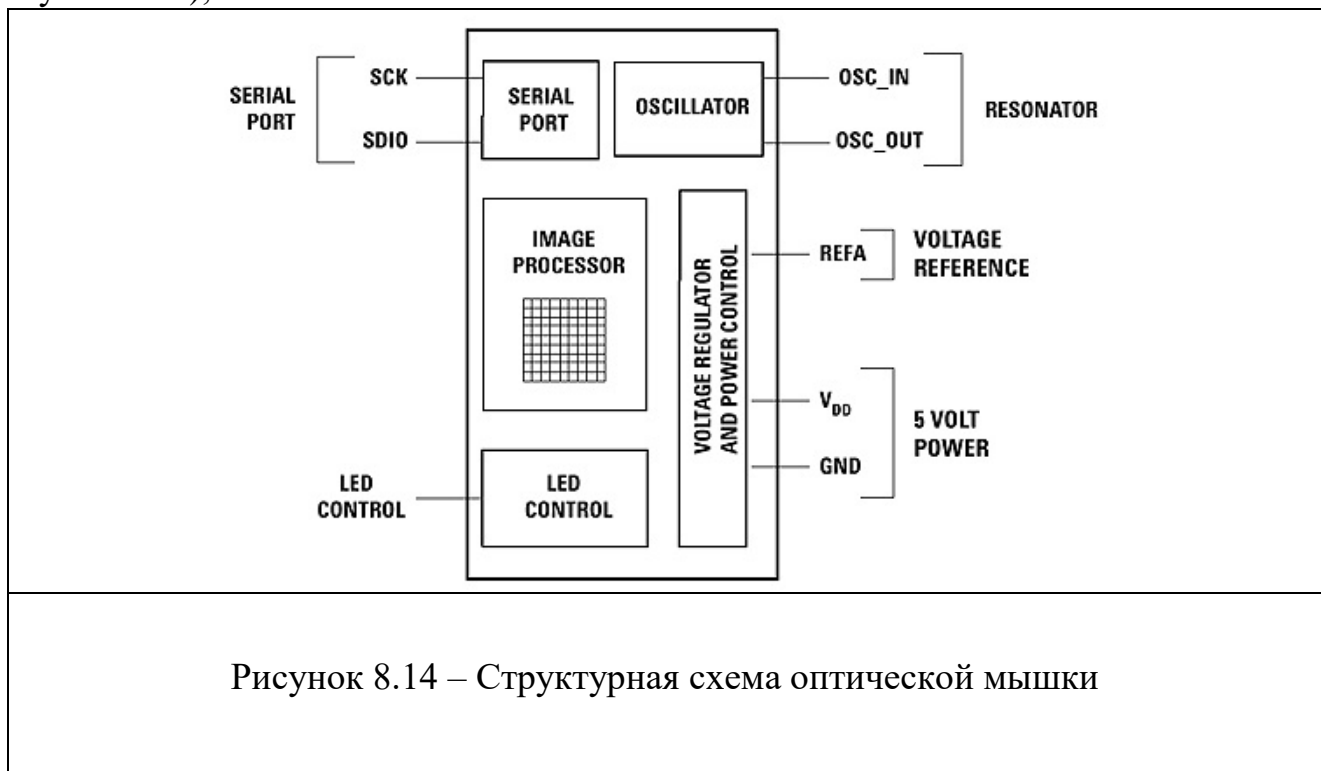 SERIAL
PORT
SCK
SDIO
SERIAL
PORT
OSCILLATOR
OSC_IN
OSC_OUT
RESONATOR
IMAGE
PROCESSOR
VOLTAGE REGULATOR
AND POWER CONTROL
REFA
VOLTAGE
REFERENCE
V_DD
GND
5 VOLT
POWER
LED
CONTROL
LED
CONTROL
Рисунок 8.14 – Структурная схема оптической мышки